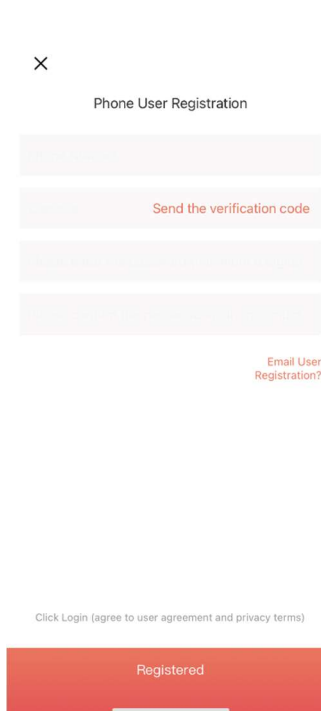 Phone User Registration
Send the verification code
Email User
Registration?
Click Login (agree to user agreement and privacy terms)
Registered